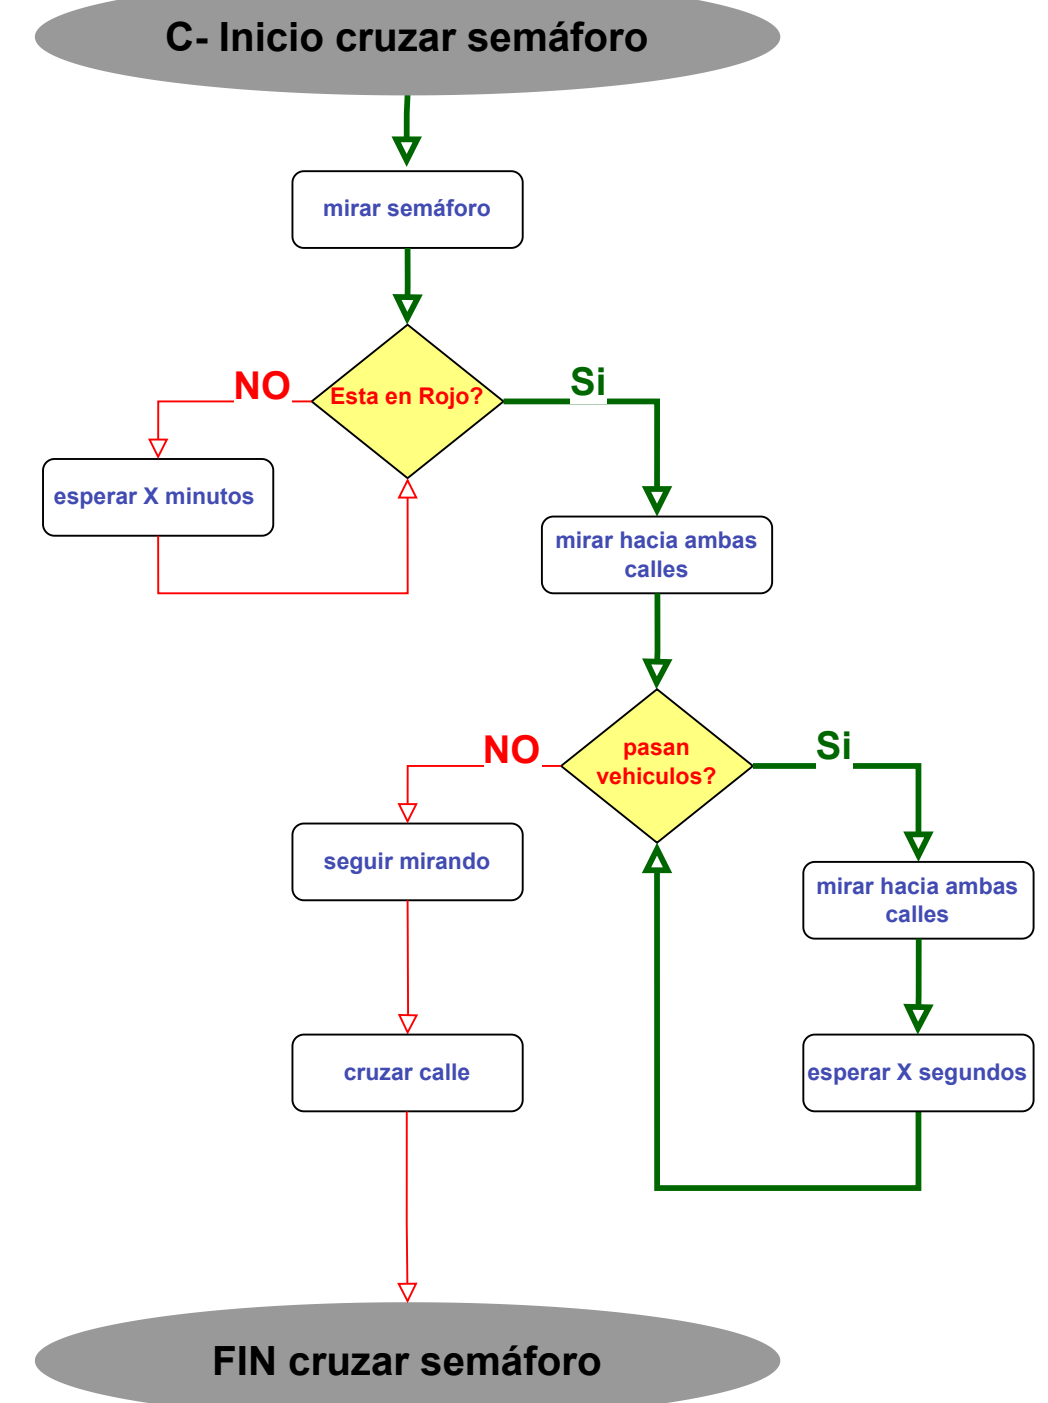 C- Inicio cruzar semáforo
mirar semáforo
Esta en Rojo?
NO
Si
esperar X minutos
mirar hacia ambas
calles
pasan
vehiculos?
NO
Si
seguir mirando
mirar hacia ambas
calles
cruzar calle
esperar X segundos
FIN cruzar semáforo